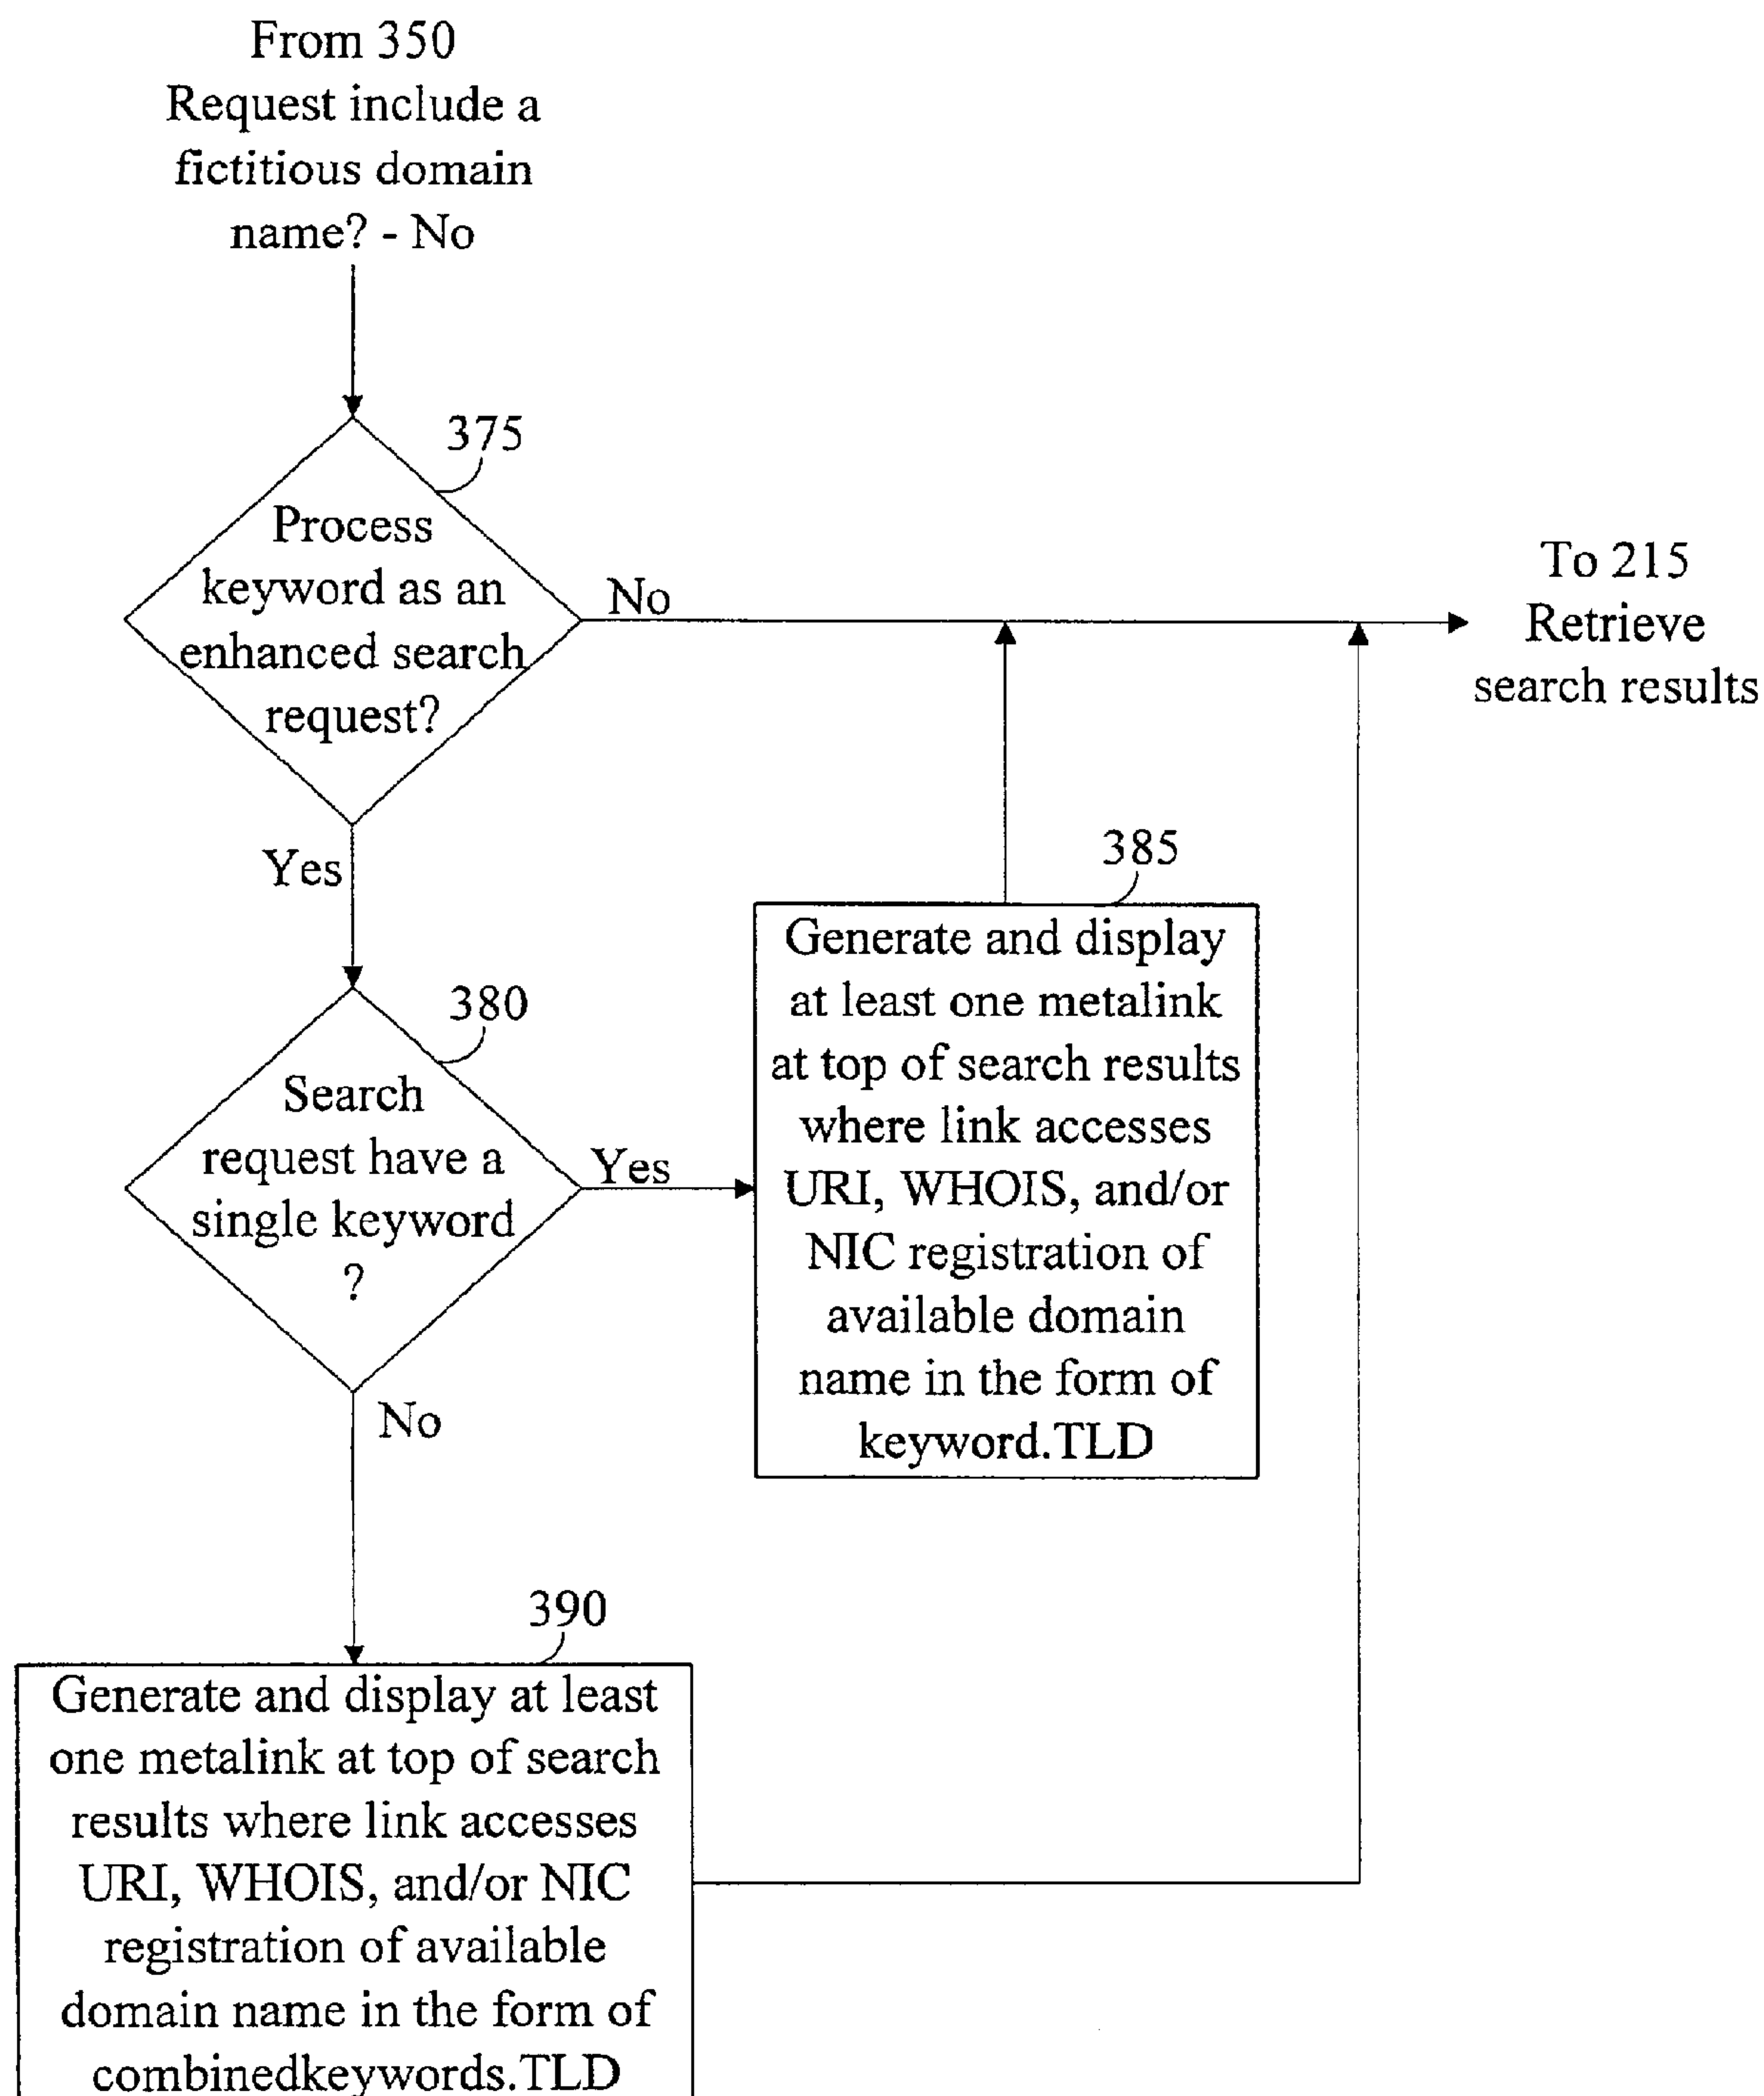 From 350
Request include a
fictitious domain
name? - No
375
Process
keyword as an
enhanced search
request?
No
To 215
Retrieve
search results
Yes
380
Search
request have a
single keyword
?
Yes
385
Generate and display
at least one metalink
at top of search results
where link accesses
URI, WHOIS, and/or
NIC registration of
available domain
name in the form of
keyword.TLD
No
390
Generate and display at least
one metalink at top of search
results where link accesses
URI, WHOIS, and/or NIC
registration of available
domain name in the form of
combinedkeywords.TLD